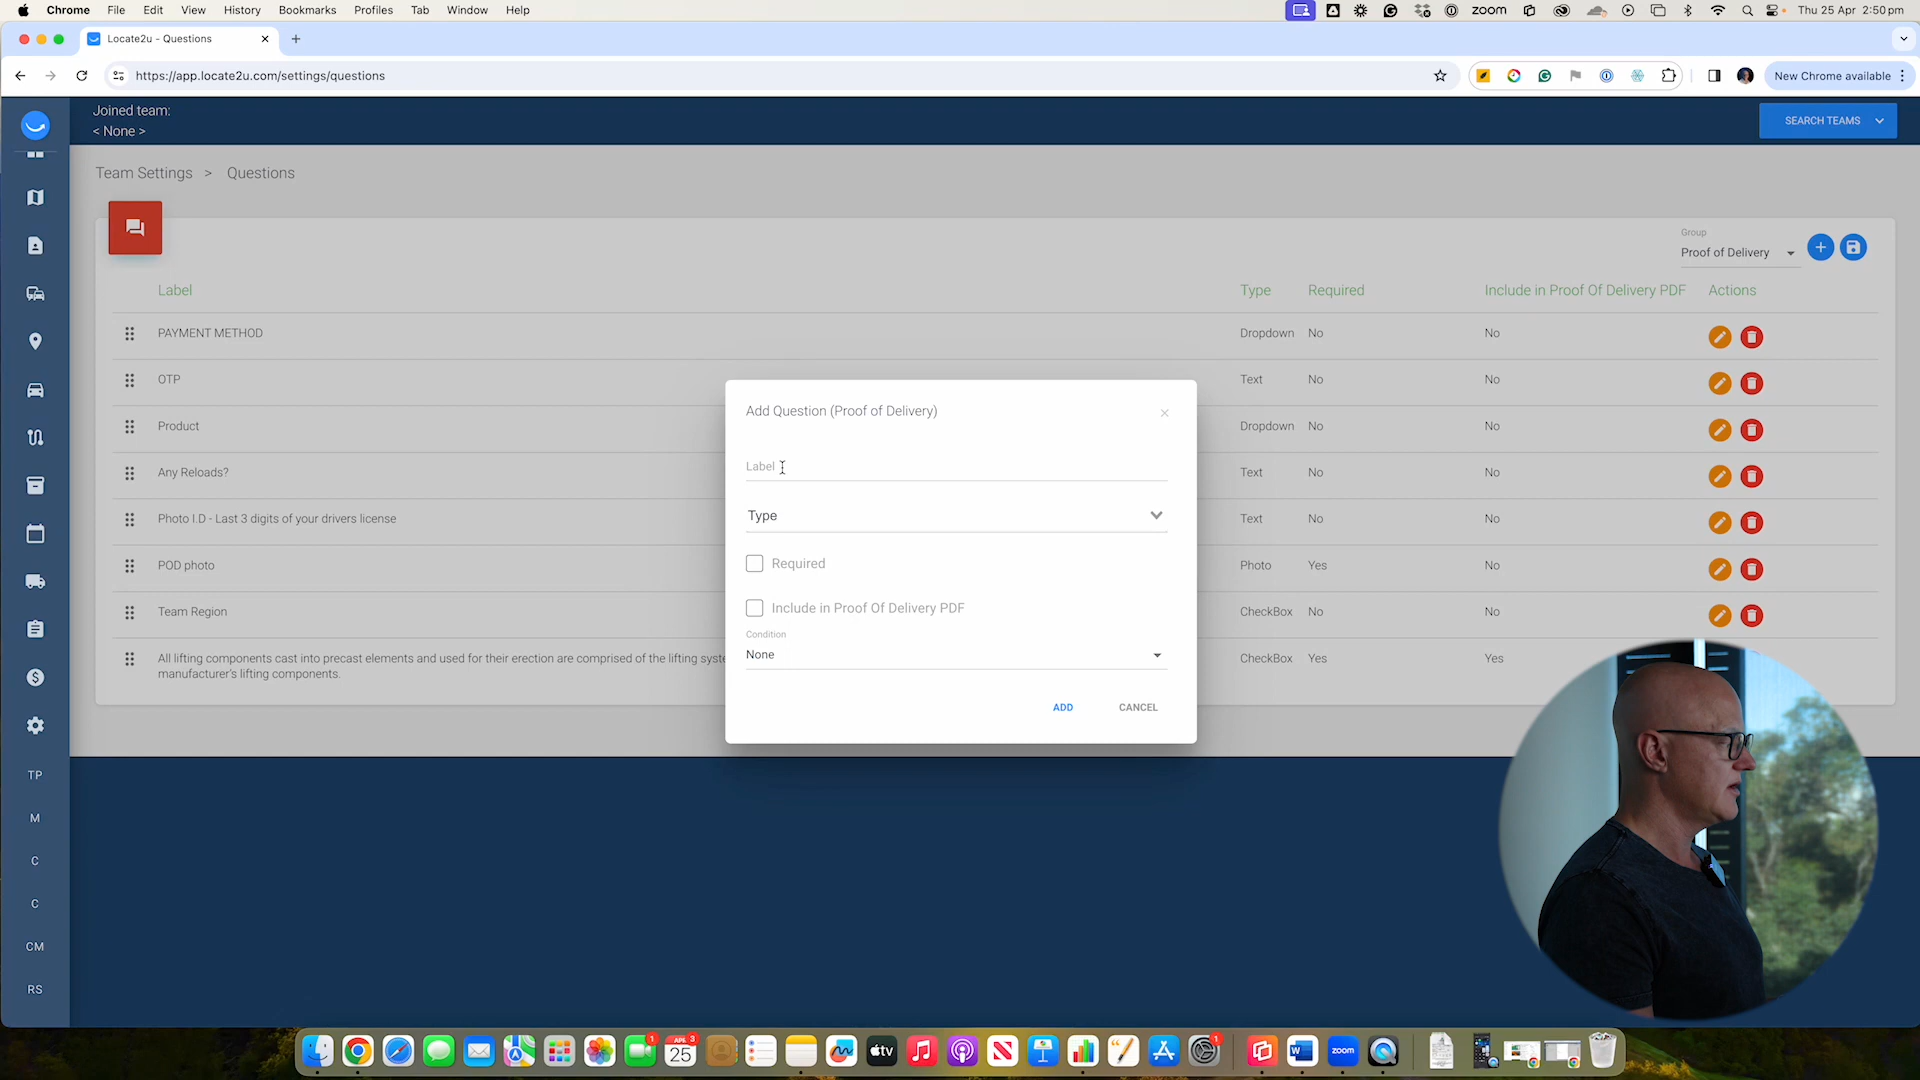 Chrome File Edit View History Bookmarks Profiles Tab Window Help
zoom
Thu 25 Apr 2:50 pm
Locate2u - Questions
https://app.locate2u.com/settings/questions
New Chrome available
Joined team:
< None >
SEARCH TEAMS
Team Settings > Questions
Group
Proof of Delivery
Label Type Required Include in Proof Of Delivery PDF Actions
PAYMENT METHOD Dropdown No No
OTP Text No No
Product Dropdown No No
Any Reloads? Text No No
Photo I.D - Last 3 digits of your drivers license Text No No
POD photo Photo Yes No
Team Region CheckBox No No
All lifting components cast into precast elements and used for their erection are comprised of the lifting syste CheckBox Yes Yes
manufacturer's lifting components.
Add Question (Proof of Delivery)
Label
Type
Required
Include in Proof Of Delivery PDF
Condition
None
ADD CANCEL
TP
M
C
C
CM
RS
1
APR 3
25
tv
1
W
zoom